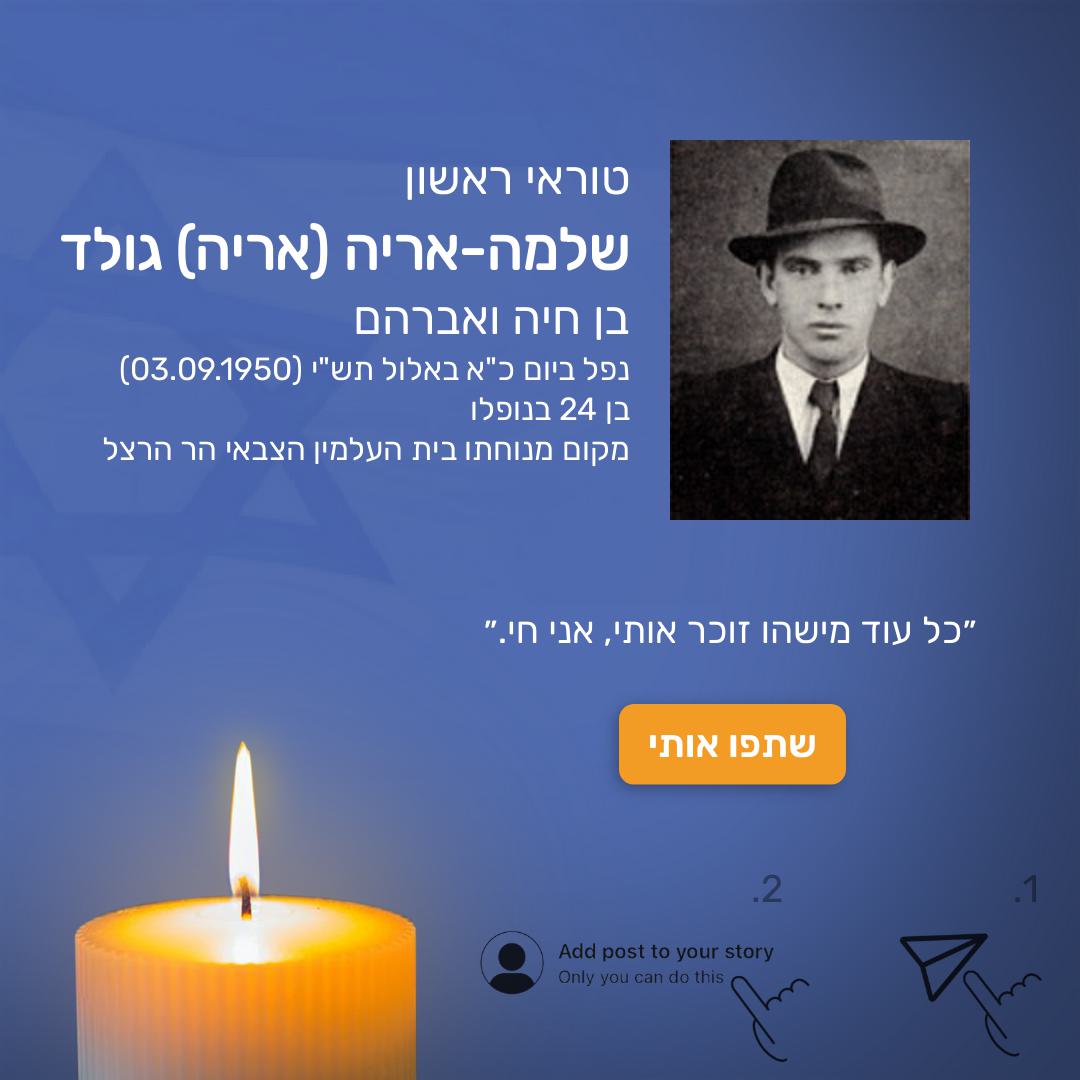 טוראי ראשון
שלמה-אריה (אריה) גולד
בן חיה ואברהם
נפל ביום כ"א באלול תש"י (03.09.1950)
בן 24 בנופלו
מקום מנוחתו בית העלמין הצבאי הר הרצל
״כל עוד מישהו זוכר אותי, אני חי.״
שתפו אותי
.1
.2
Add post to your story
Only you can do this